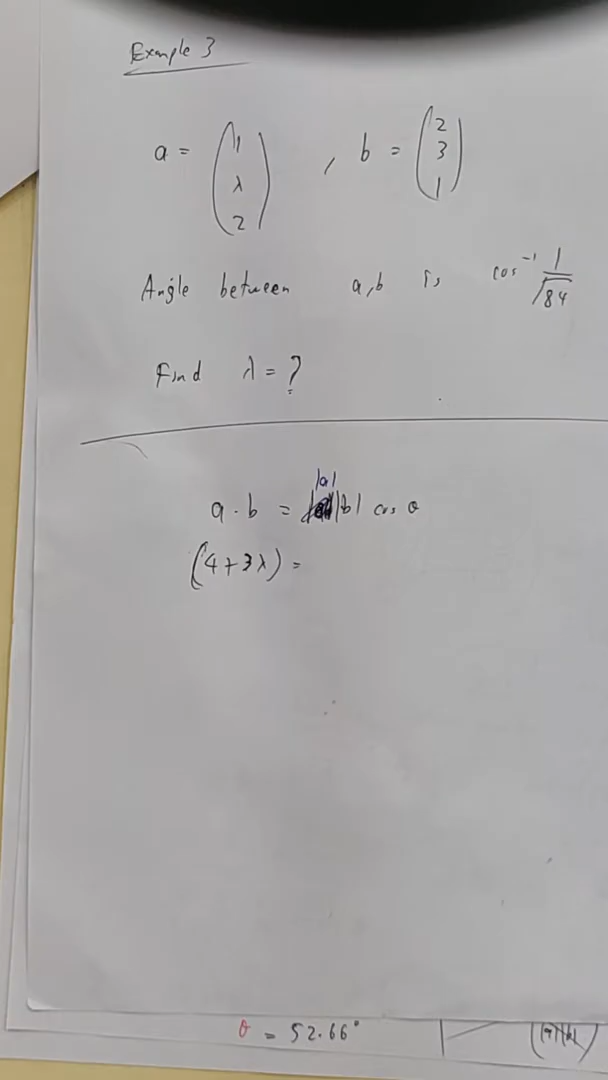 Example 3
a = (1 λ 2) , b = (2 3 1)
Angle between a,b is cos⁻¹ 1/√84
Find λ = ?
a · b = |a| |b| cos θ
(4+3λ) =
θ = 52.66°
|a||b|